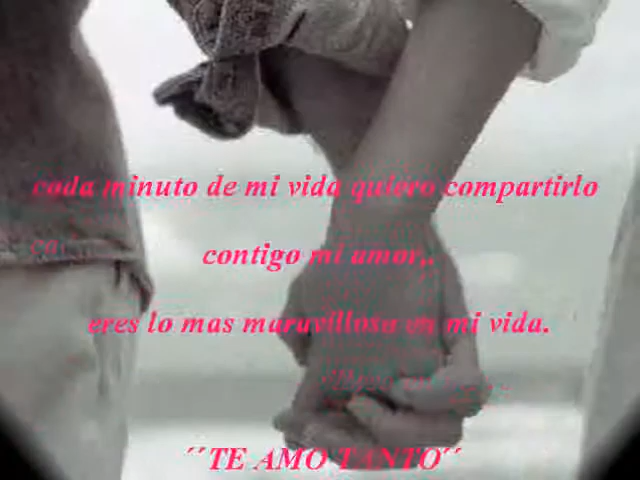 coda minuto de mi vida quiero compartirlo
contigo mi amor,.
eres lo mas maravilloso en mi vida.
´´TE AMO TANTO´´